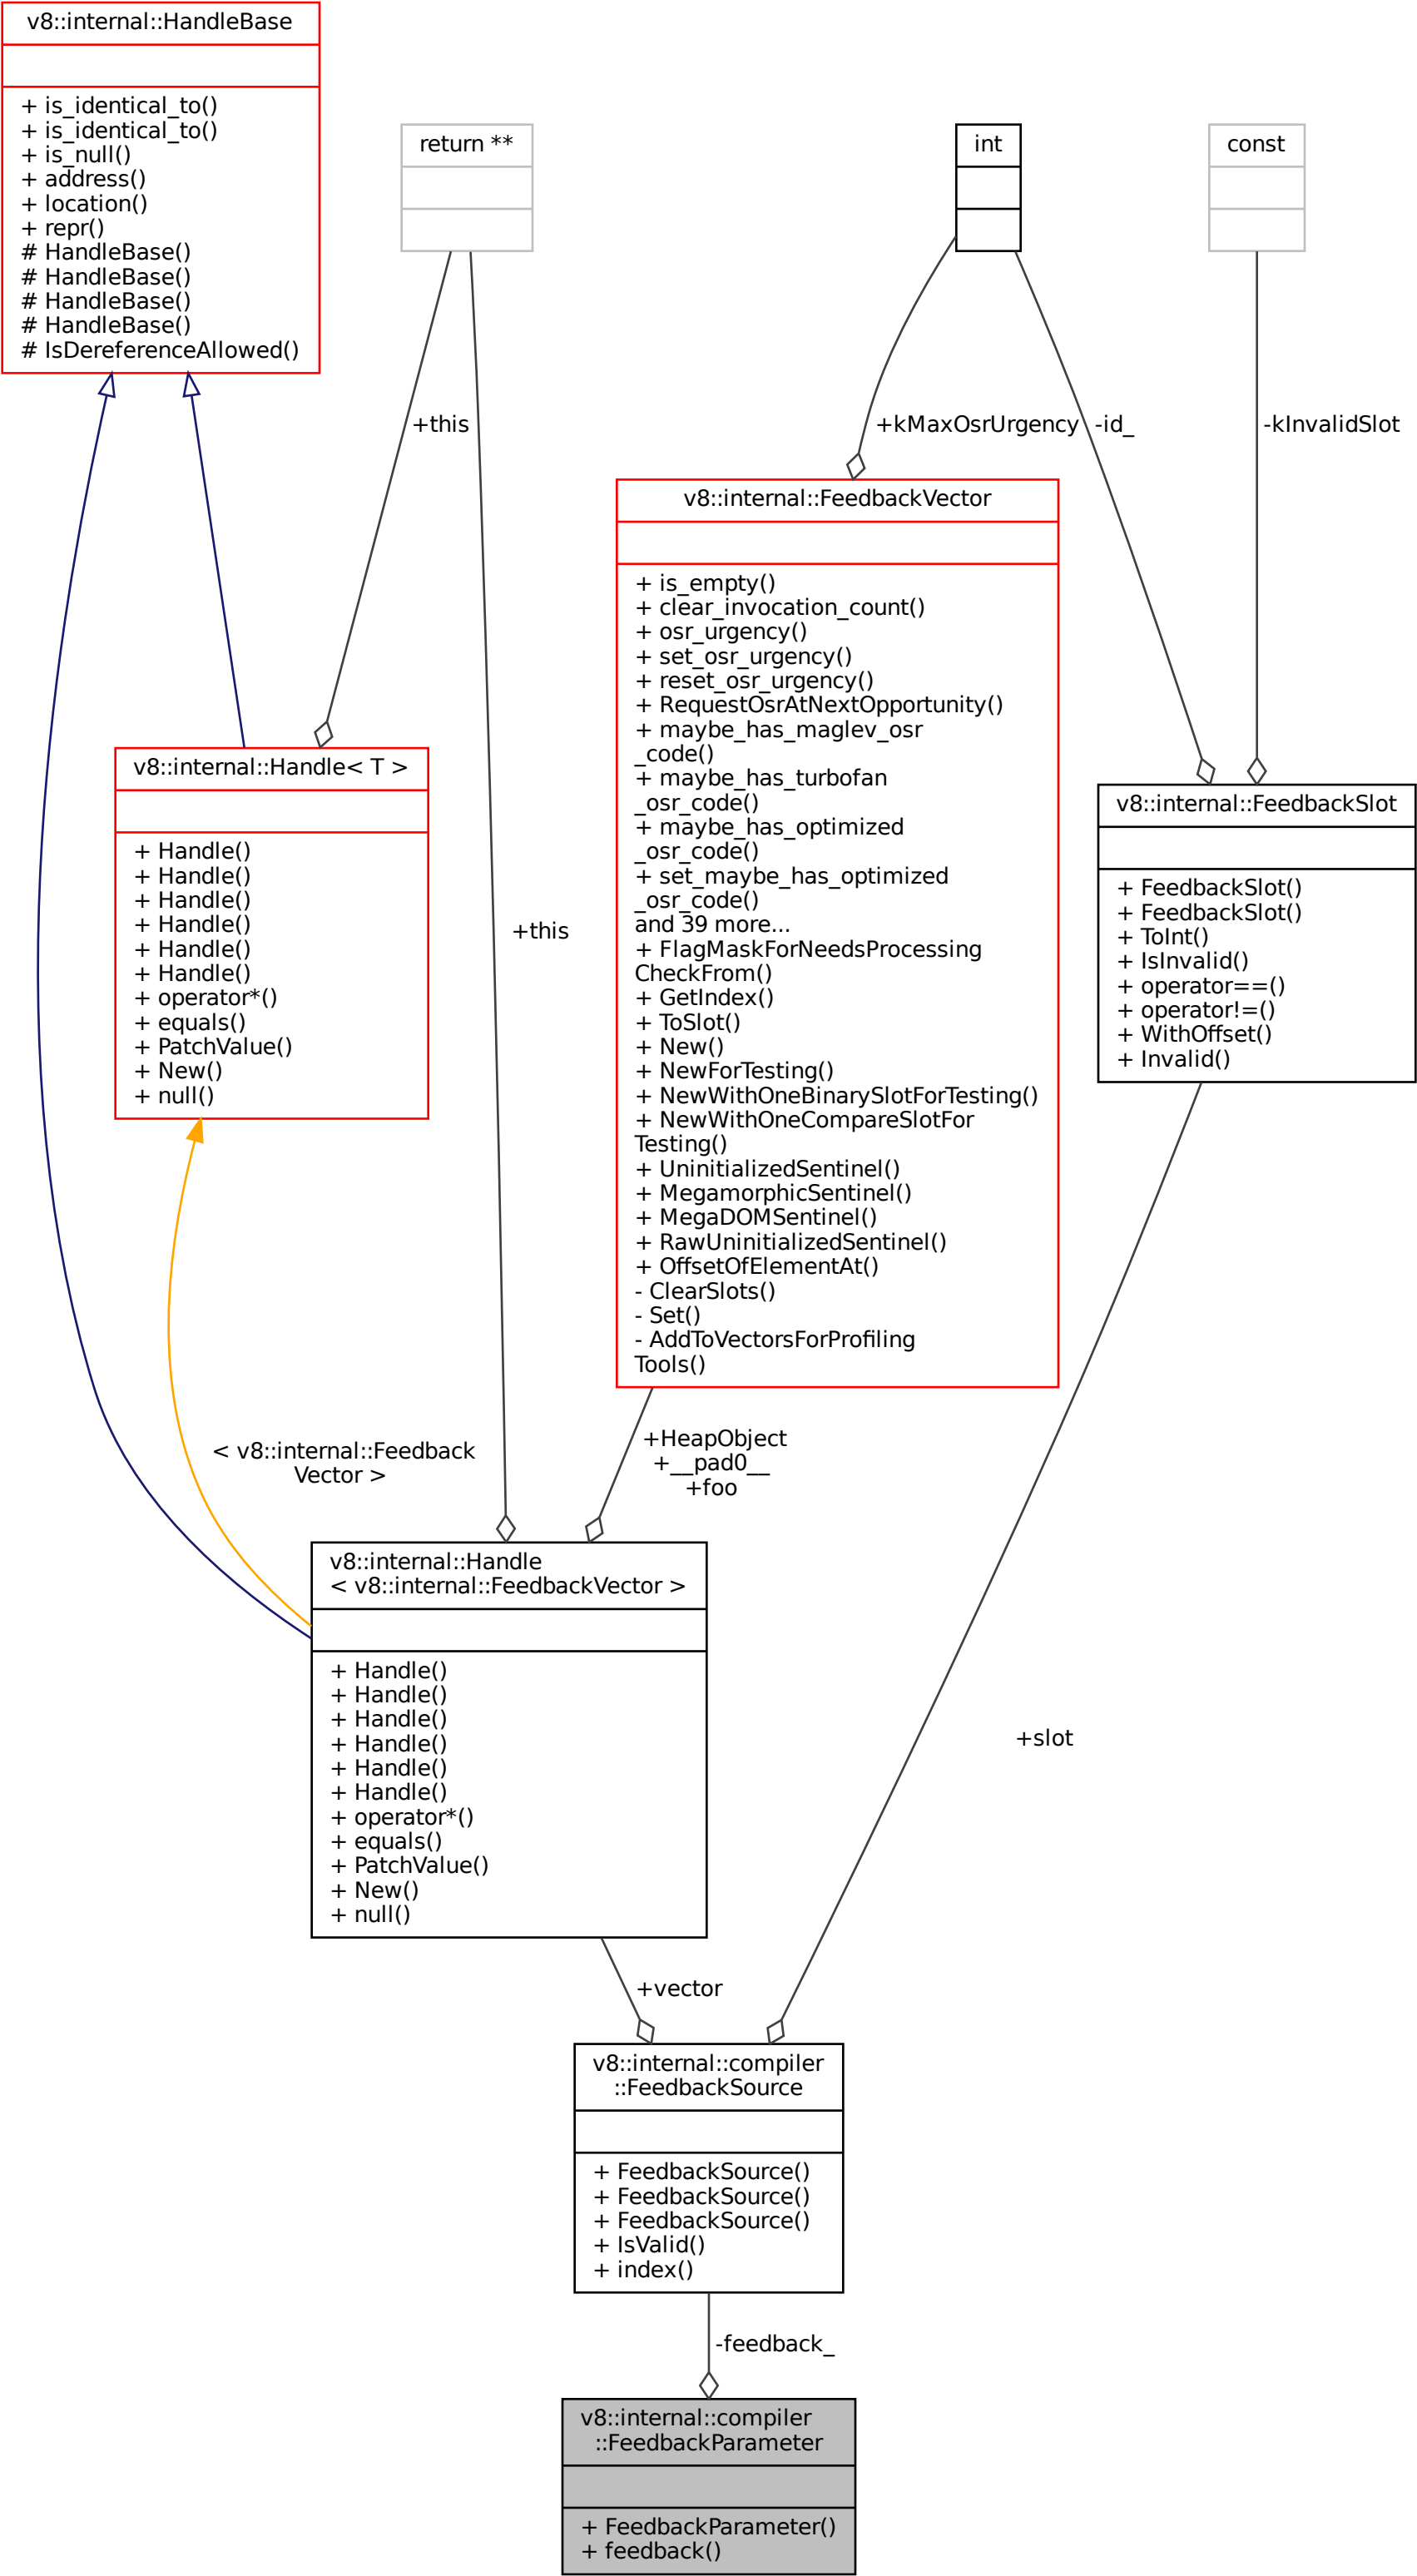 v8::internal::HandleBase
+ is_identical_to()
+ is_identical_to()
+ is_null()
+ address()
+ location()
+ repr()
# HandleBase()
# HandleBase()
# HandleBase()
# HandleBase()
# IsDereferenceAllowed()
return **
int
const
+this
+kMaxOsrUrgency
-id_
-kInvalidSlot
v8::internal::FeedbackVector
+ is_empty()
+ clear_invocation_count()
+ osr_urgency()
+ set_osr_urgency()
+ reset_osr_urgency()
+ RequestOsrAtNextOpportunity()
+ maybe_has_maglev_osr
_code()
+ maybe_has_turbofan
_osr_code()
+ maybe_has_optimized
_osr_code()
+ set_maybe_has_optimized
_osr_code()
and 39 more...
+ FlagMaskForNeedsProcessing
CheckFrom()
+ GetIndex()
+ ToSlot()
+ New()
+ NewForTesting()
+ NewWithOneBinarySlotForTesting()
+ NewWithOneCompareSlotFor
Testing()
+ UninitializedSentinel()
+ MegamorphicSentinel()
+ MegaDOMSentinel()
+ RawUninitializedSentinel()
+ OffsetOfElementAt()
- ClearSlots()
- Set()
- AddToVectorsForProfiling
Tools()
v8::internal::Handle< T >
+ Handle()
+ Handle()
+ Handle()
+ Handle()
+ Handle()
+ Handle()
+ operator*()
+ equals()
+ PatchValue()
+ New()
+ null()
v8::internal::FeedbackSlot
+ FeedbackSlot()
+ FeedbackSlot()
+ ToInt()
+ IsInvalid()
+ operator==()
+ operator!=()
+ WithOffset()
+ Invalid()
+this
< v8::internal::Feedback
Vector >
+HeapObject
+__pad0__
+foo
v8::internal::Handle
< v8::internal::FeedbackVector >
+ Handle()
+ Handle()
+ Handle()
+ Handle()
+ Handle()
+ Handle()
+ operator*()
+ equals()
+ PatchValue()
+ New()
+ null()
+slot
+vector
v8::internal::compiler
::FeedbackSource
+ FeedbackSource()
+ FeedbackSource()
+ FeedbackSource()
+ IsValid()
+ index()
-feedback_
v8::internal::compiler
::FeedbackParameter
+ FeedbackParameter()
+ feedback()